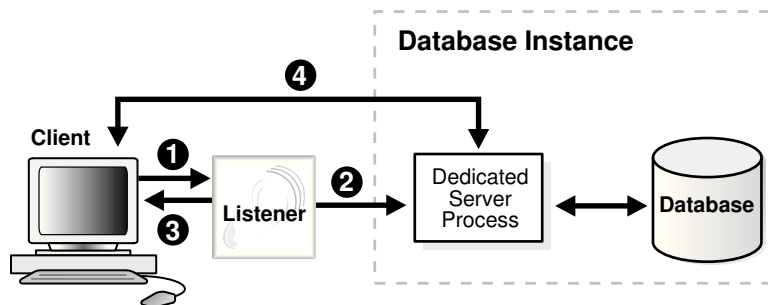 Database Instance
4
Client
1
2
Listener
3
Dedicated
Server
Process
Database